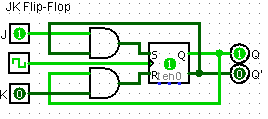 JK Flip-Flop
J 1
S Q 1 Q
1
R en0 0 Q'
K 0